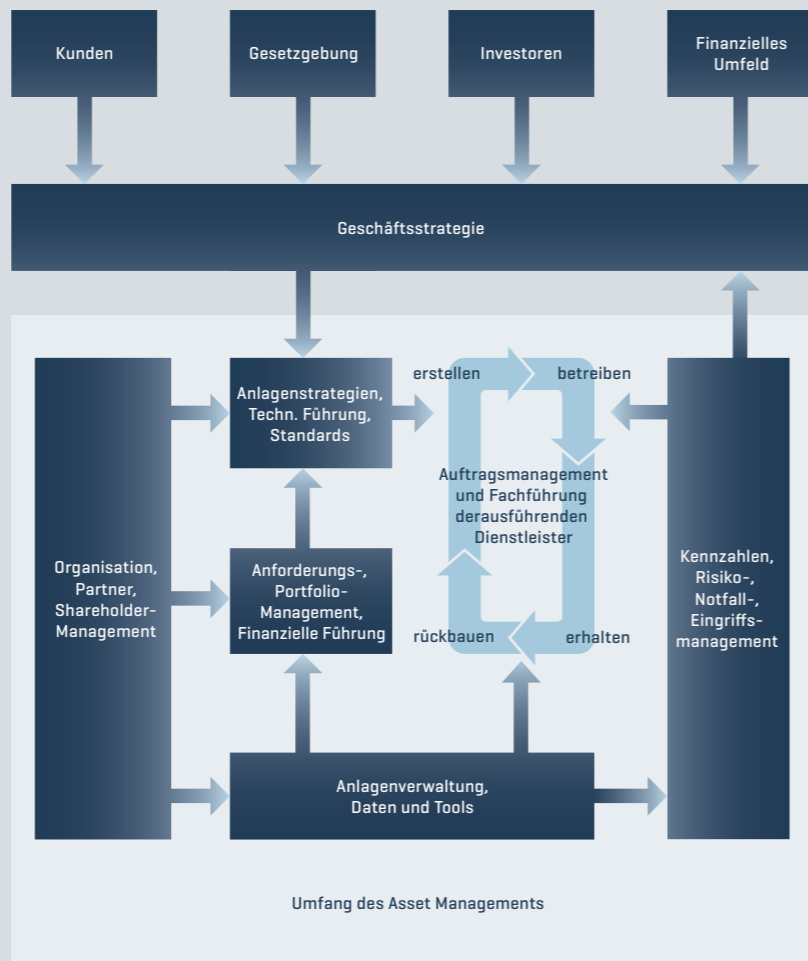 Kunden
Gesetzgebung
Investoren
Finanzielles
Umfeld
Geschäftsstrategie
Anlagenstrategien,
Techn. Führung,
Standards
erstellen
betreiben
Auftragsmanagement
und Fachführung
derausführenden
Dienstleister
rückbauen
erhalten
Organisation,
Partner,
Shareholder-
Management
Anforderungs-,
Portfolio-
Management,
Finanzielle Führung
Kennzahlen,
Risiko-,
Notfall-,
Eingriffs-
management
Anlagenverwaltung,
Daten und Tools
Umfang des Asset Managements